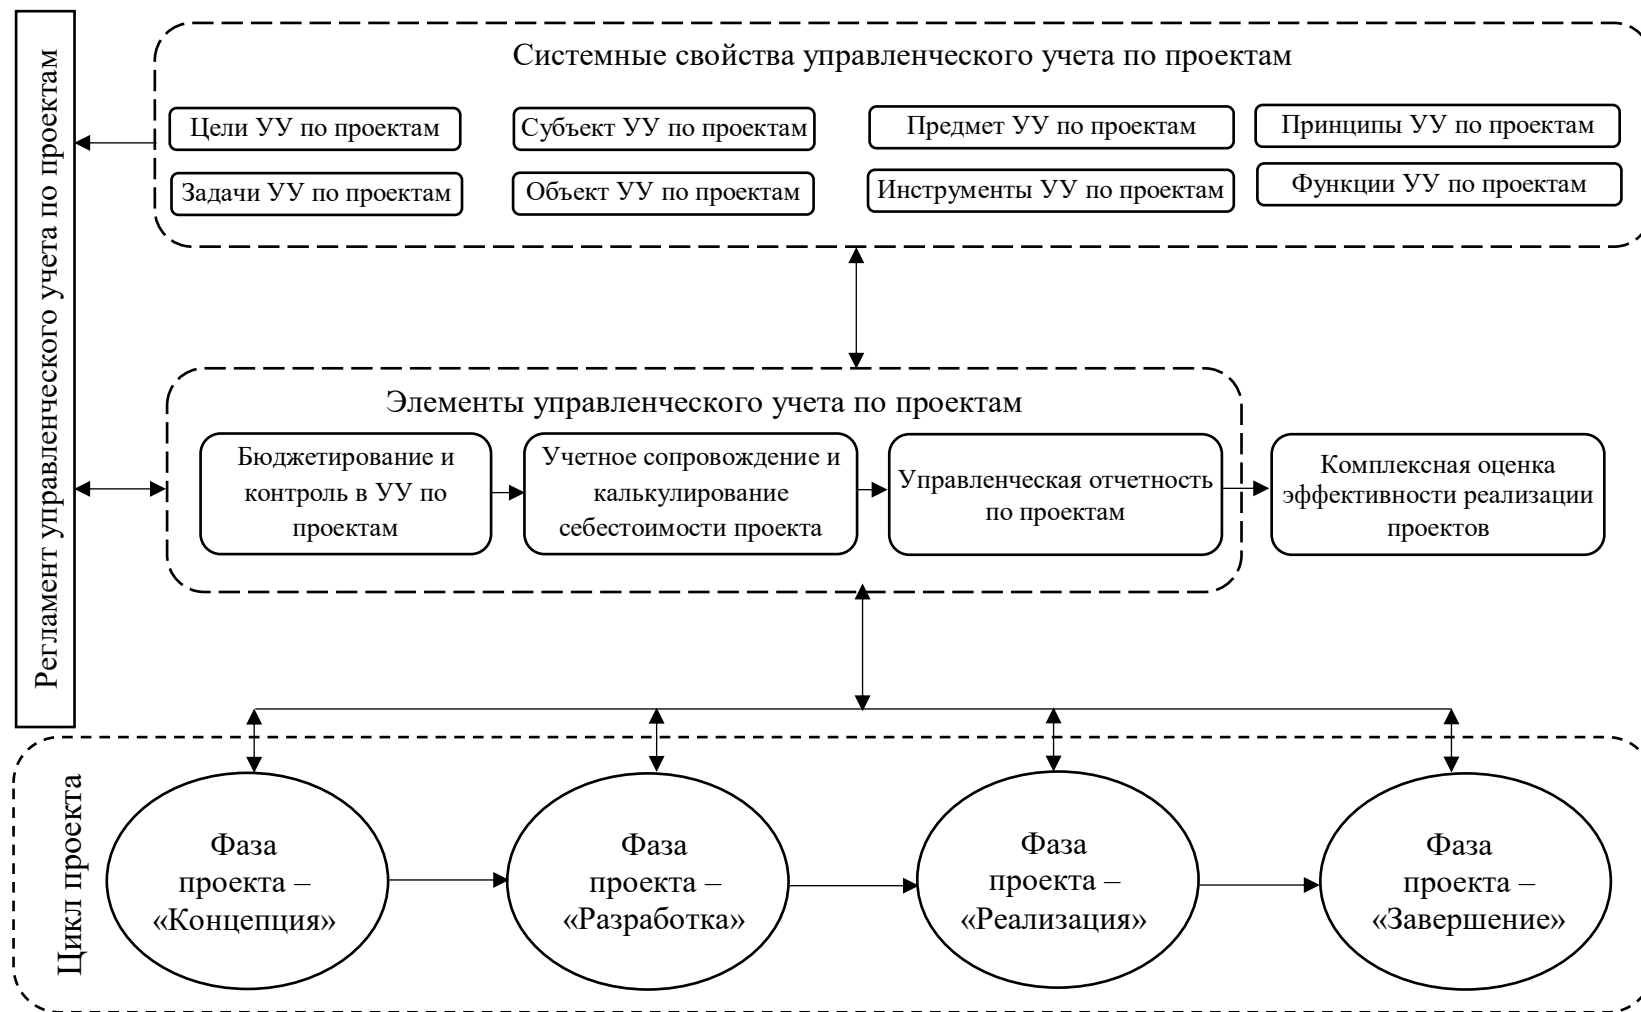 Регламент управленческого учета по проектам
Системные свойства управленческого учета по проектам
Цели УУ по проектам
Субъект УУ по проектам
Предмет УУ по проектам
Принципы УУ по проектам
Задачи УУ по проектам
Объект УУ по проектам
Инструменты УУ по проектам
Функции УУ по проектам
Элементы управленческого учета по проектам
Бюджетирование и
контроль в УУ по
проектам
Учетное сопровождение и
калькулирование
себестоимости проекта
Управленческая отчетность
по проектам
Комплексная оценка
эффективности реализации
проектов
Цикл проекта
Фаза
проекта –
«Концепция»
Фаза
проекта –
«Разработка»
Фаза
проекта –
«Реализация»
Фаза
проекта –
«Завершение»